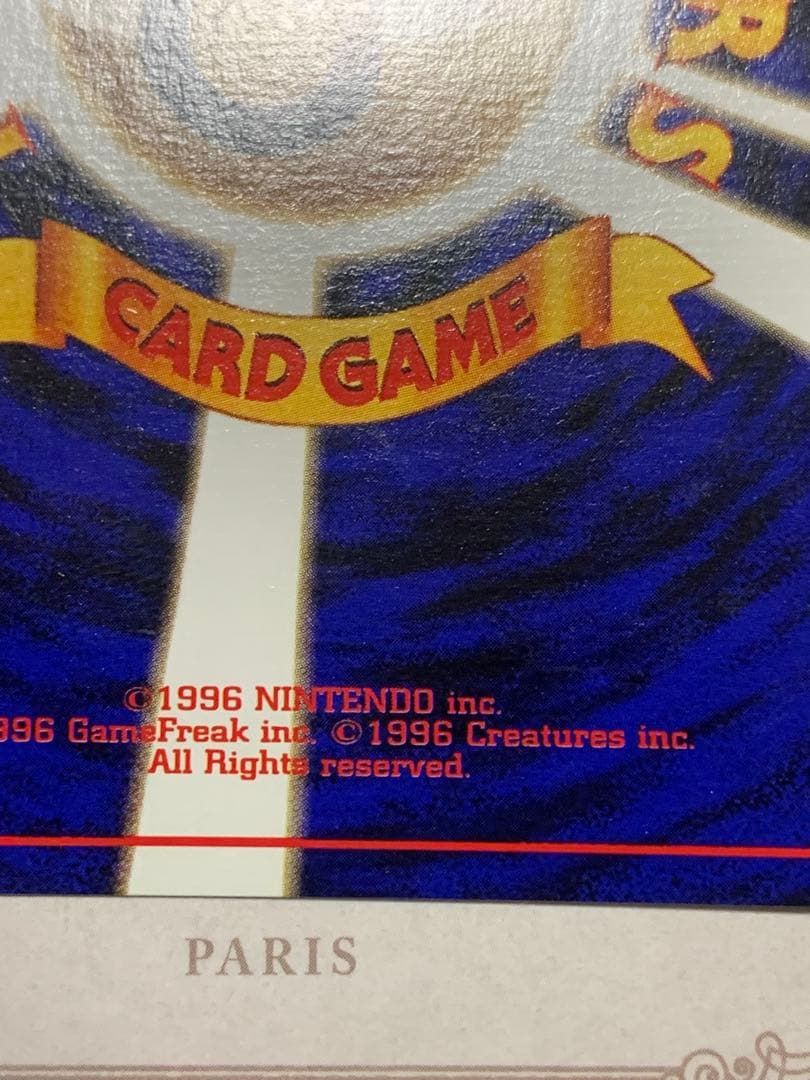 R
S
CARD GAME
©1996 NINTENDO inc.
996 GameFreak inc. ©1996 Creatures inc.
All Rights reserved.
PARIS